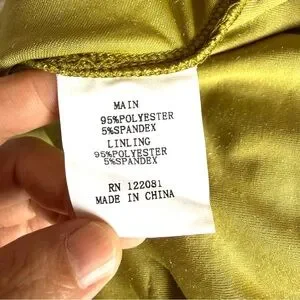 MAIN
95%POLYESTER
5%SPANDEX
LINLING
95%POLYESTER
5%SPANDEX
RN 122081
MADE IN CHINA